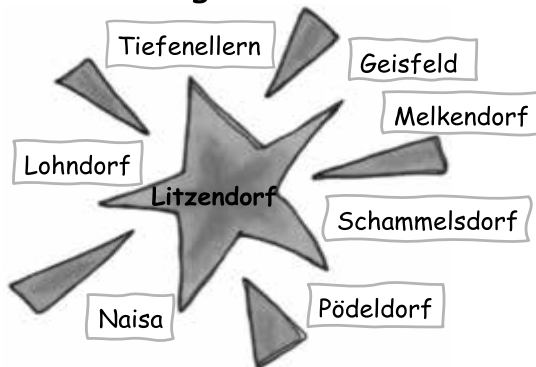 Tiefenellern
Geisfeld
Melkendorf
Lohndorf
Litzendorf
Schammelsdorf
Naisa
Pödeldorf